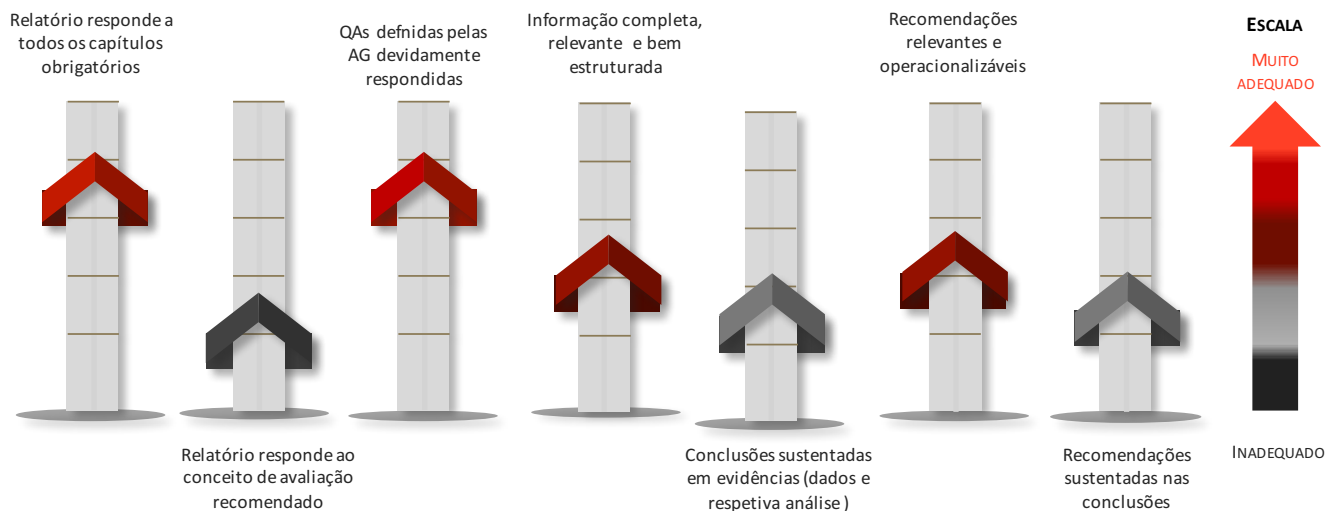 Relatório responde a
todos os capítulos
obrigatórios
QAs defnidas pelas
AG devidamente
respondidas
Informação completa,
relevante e bem
estruturada
Recomendações
relevantes e
operacionalizáveis
ESCALA
MUITO
ADEQUADO
Relatório responde ao
conceito de avaliação
recomendado
Conclusões sustentadas
em evidências (dados e
respetiva análise )
Recomendações
sustentadas nas
conclusões
INADEQUADO